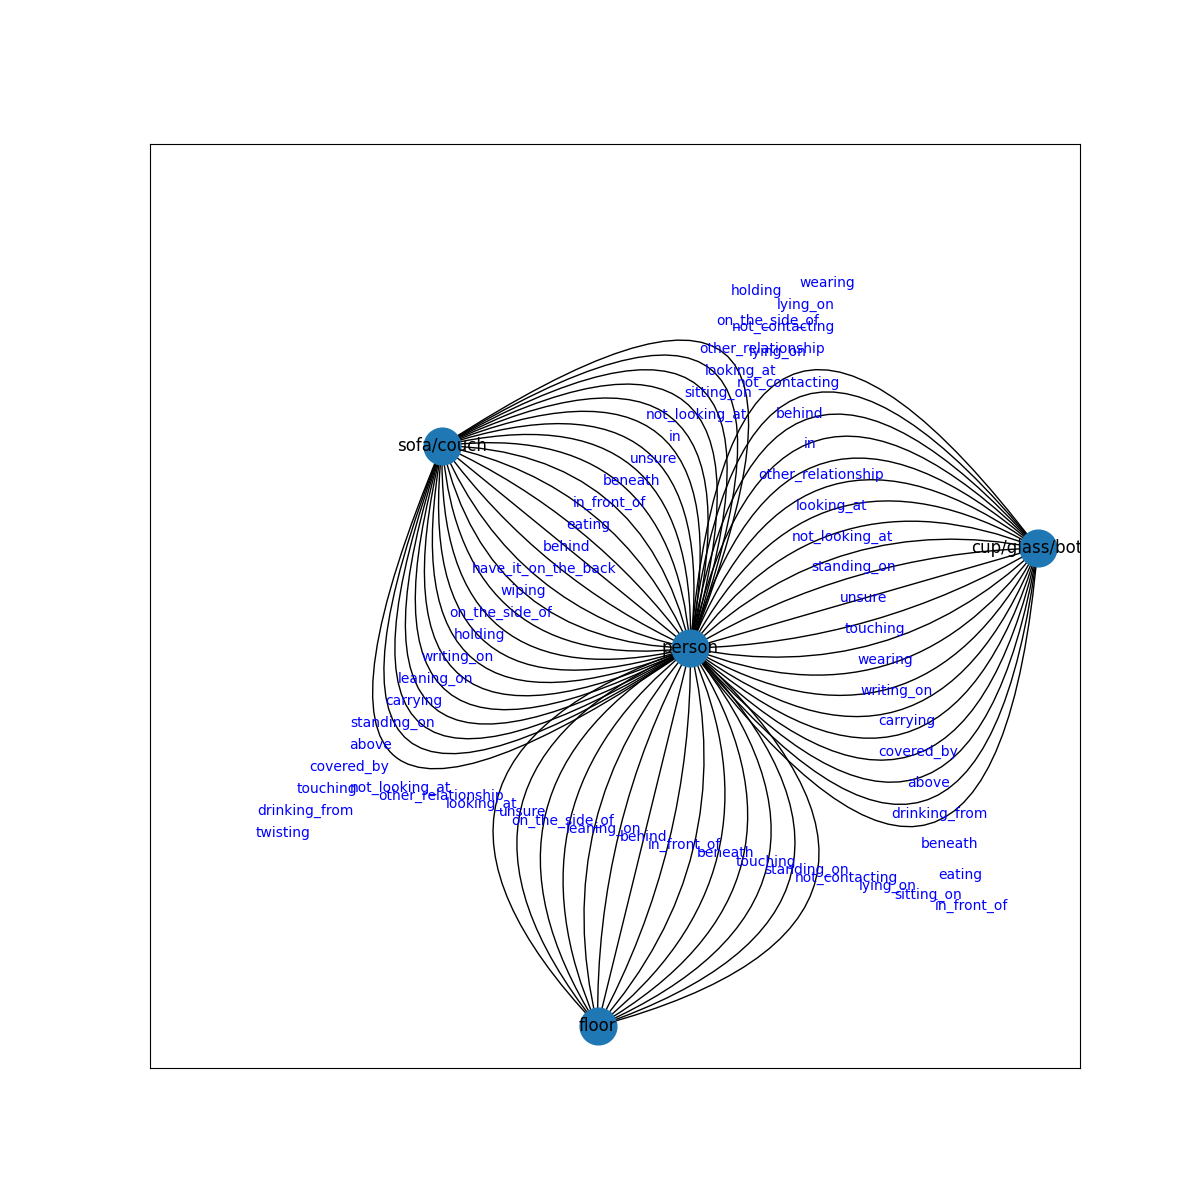 wearing
holding
lying_on
on_the_side_of
not_contacting
other_relationship
lying_on
looking_at
not_contacting
sitting_on
behind
not_looking_at
in
in
sofa/couch
unsure
other_relationship
beneath
in_front_of
looking_at
eating
not_looking_at
behind
cup/glass/bot
have_it_on_the_back
standing_on
wiping
unsure
on_the_side_of
touching
holding
person
writing_on
wearing
leaning_on
writing_on
carrying
standing_on
carrying
above
covered_by
covered_by
above
touching
not_looking_at
other_relationship
looking_at
drinking_from
unsure
drinking_from
on_the_side_of
leaning_on
twisting
behind
in_front_of
beneath
beneath
touching
standing_on
not_contacting
eating
lying_on
sitting_on
in_front_of
floor